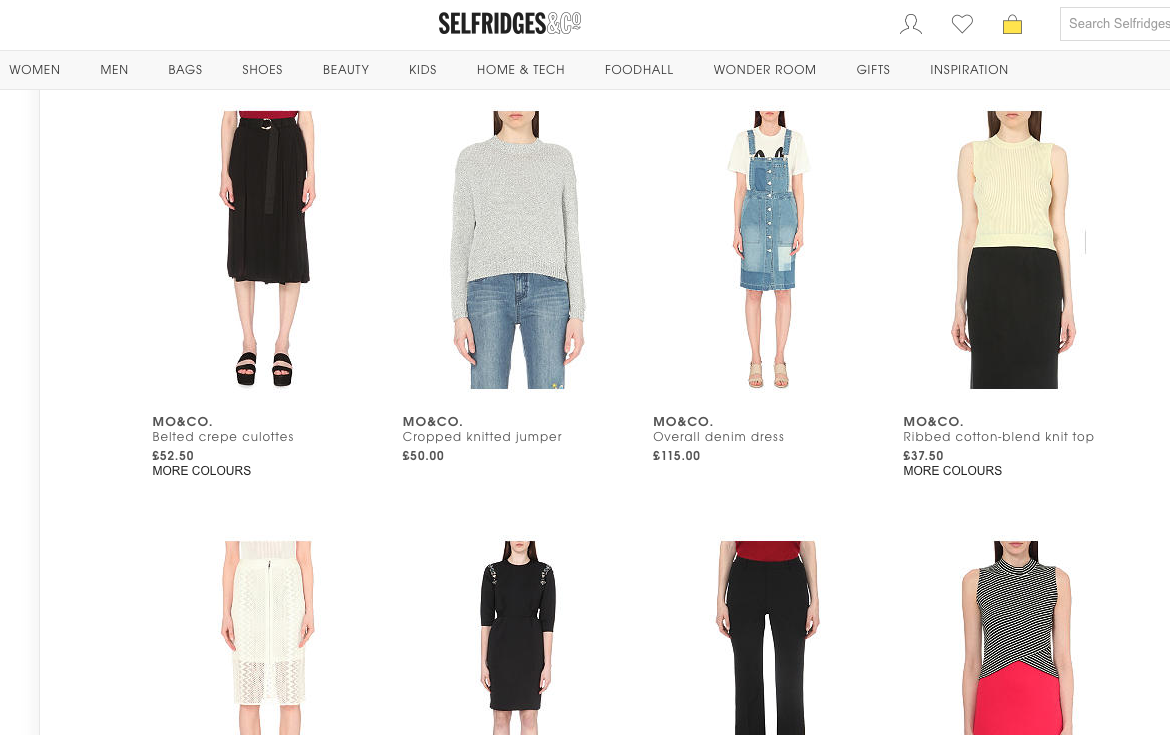 SELFRIDGES&CO
Search Selfridges
WOMEN MEN BAGS SHOES BEAUTY KIDS HOME & TECH FOODHALL WONDER ROOM GIFTS INSPIRATION
MO&CO.
Belted crepe culottes
£52.50
MORE COLOURS
MO&CO.
Cropped knitted jumper
£50.00
MO&CO.
Overall denim dress
£115.00
MO&CO.
Ribbed cotton-blend knit top
£37.50
MORE COLOURS